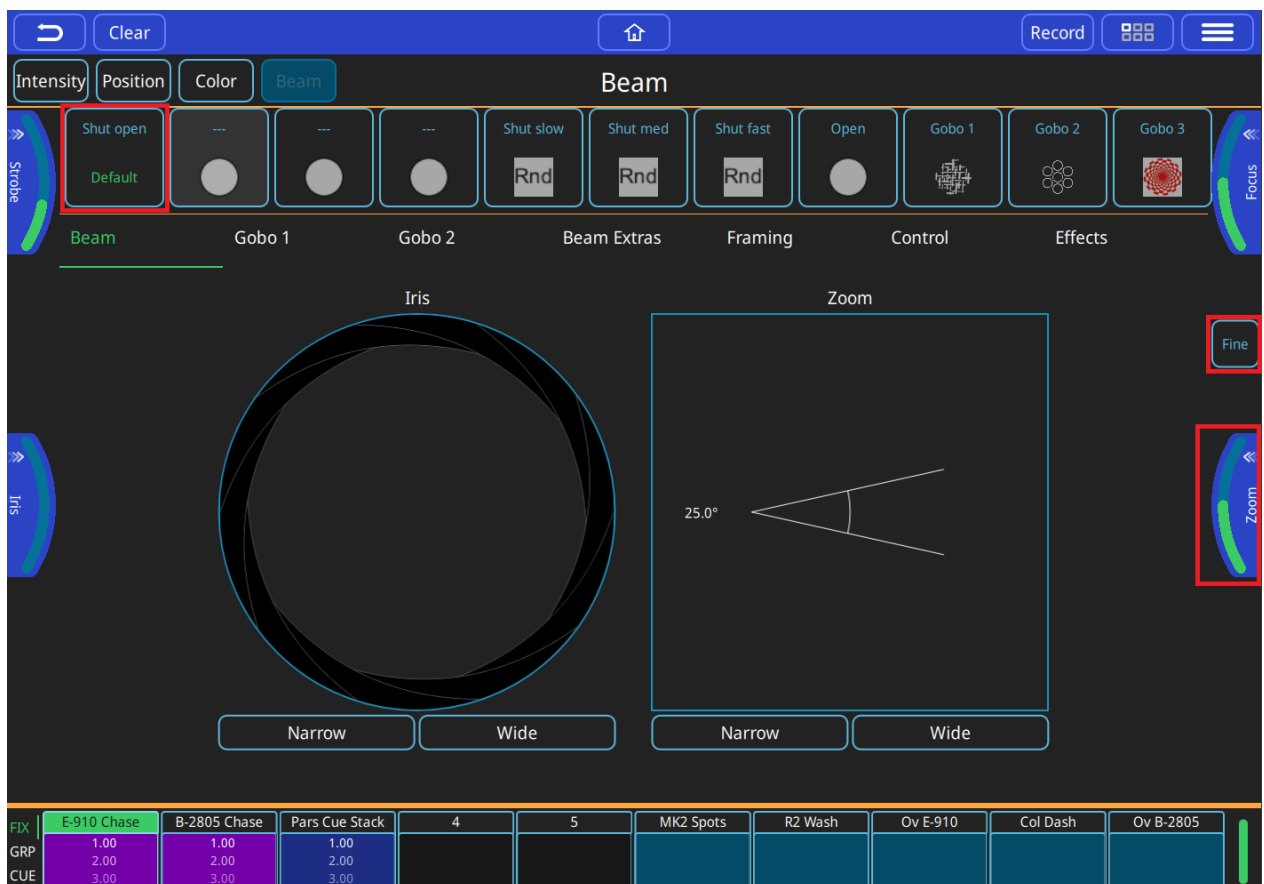 Clear
Record
Intensity
Position
Color
Beam
Beam
Shut open
Default
---
---
---
Shut slow
Rnd
Shut med
Rnd
Shut fast
Rnd
Open
Gobo 1
Gobo 2
Gobo 3
Strobe
Focus
Beam
Gobo 1
Gobo 2
Beam Extras
Framing
Control
Effects
Iris
Zoom
Fine
Iris
25.0°
Zoom
Narrow
Wide
Narrow
Wide
FIX
GRP
CUE
E-910 Chase
1.00
2.00
3.00
B-2805 Chase
1.00
2.00
3.00
Pars Cue Stack
1.00
2.00
3.00
4
5
MK2 Spots
R2 Wash
Ov E-910
Col Dash
Ov B-2805